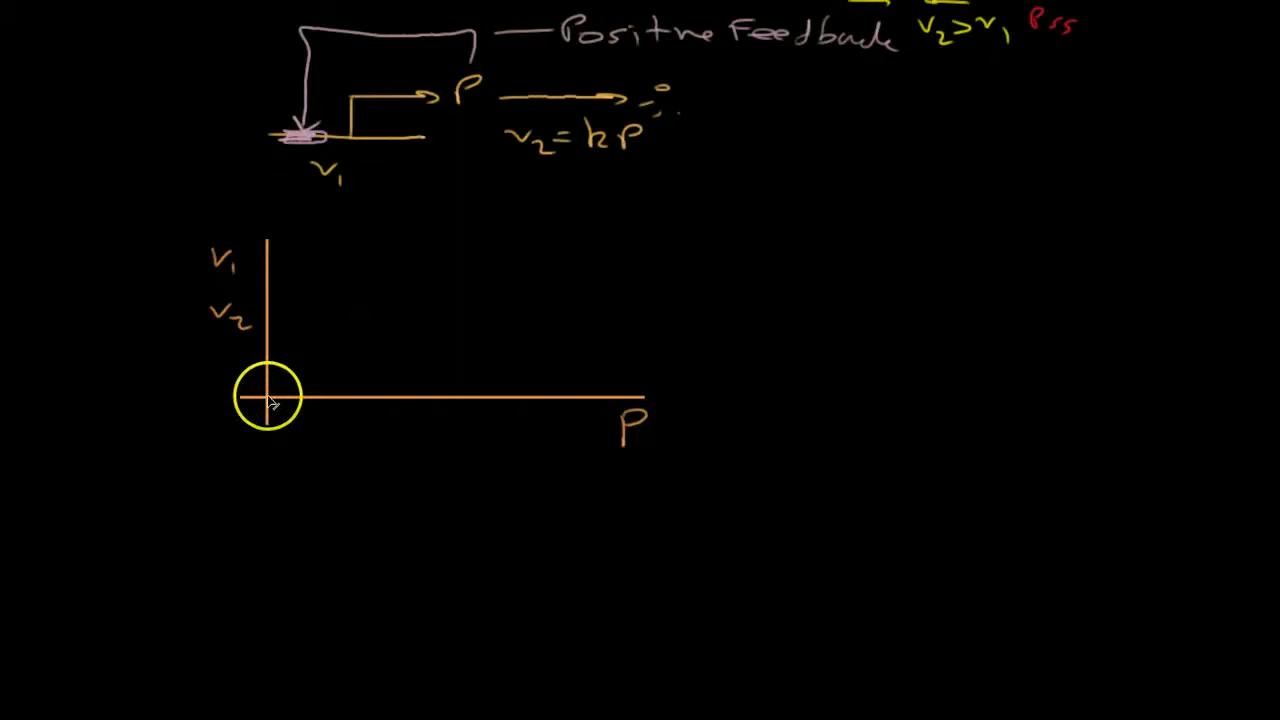 Positive Feedback v₂>v₁ Pss
P
v₂ = kP
v₁
v₁
v₂
P